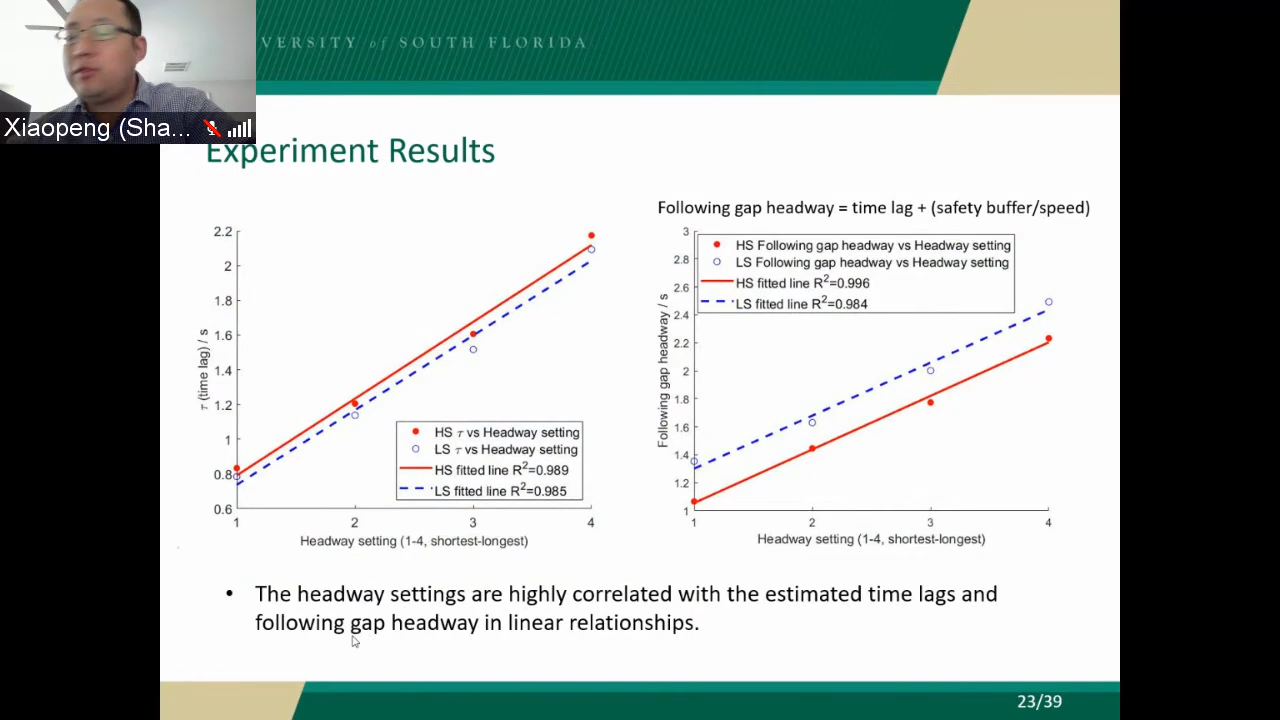 VERSITY of SOUTH FLORIDA
Xiaopeng (Sha...
Experiment Results
Following gap headway = time lag + (safety buffer/speed)
2.2
2
1.8
1.6
1.4
1.2
1
0.8
0.6
τ (time lag) / s
HS τ vs Headway setting
LS τ vs Headway setting
HS fitted line R²=0.989
LS fitted line R²=0.985
1 2 3 4
Headway setting (1-4, shortest-longest)
3
2.8
2.6
2.4
2.2
2
1.8
1.6
1.4
1.2
1
Following gap headway / s
HS Following gap headway vs Headway setting
LS Following gap headway vs Headway setting
HS fitted line R²=0.996
LS fitted line R²=0.984
1 2 3 4
Headway setting (1-4, shortest-longest)
• The headway settings are highly correlated with the estimated time lags and
following gap headway in linear relationships.
23/39